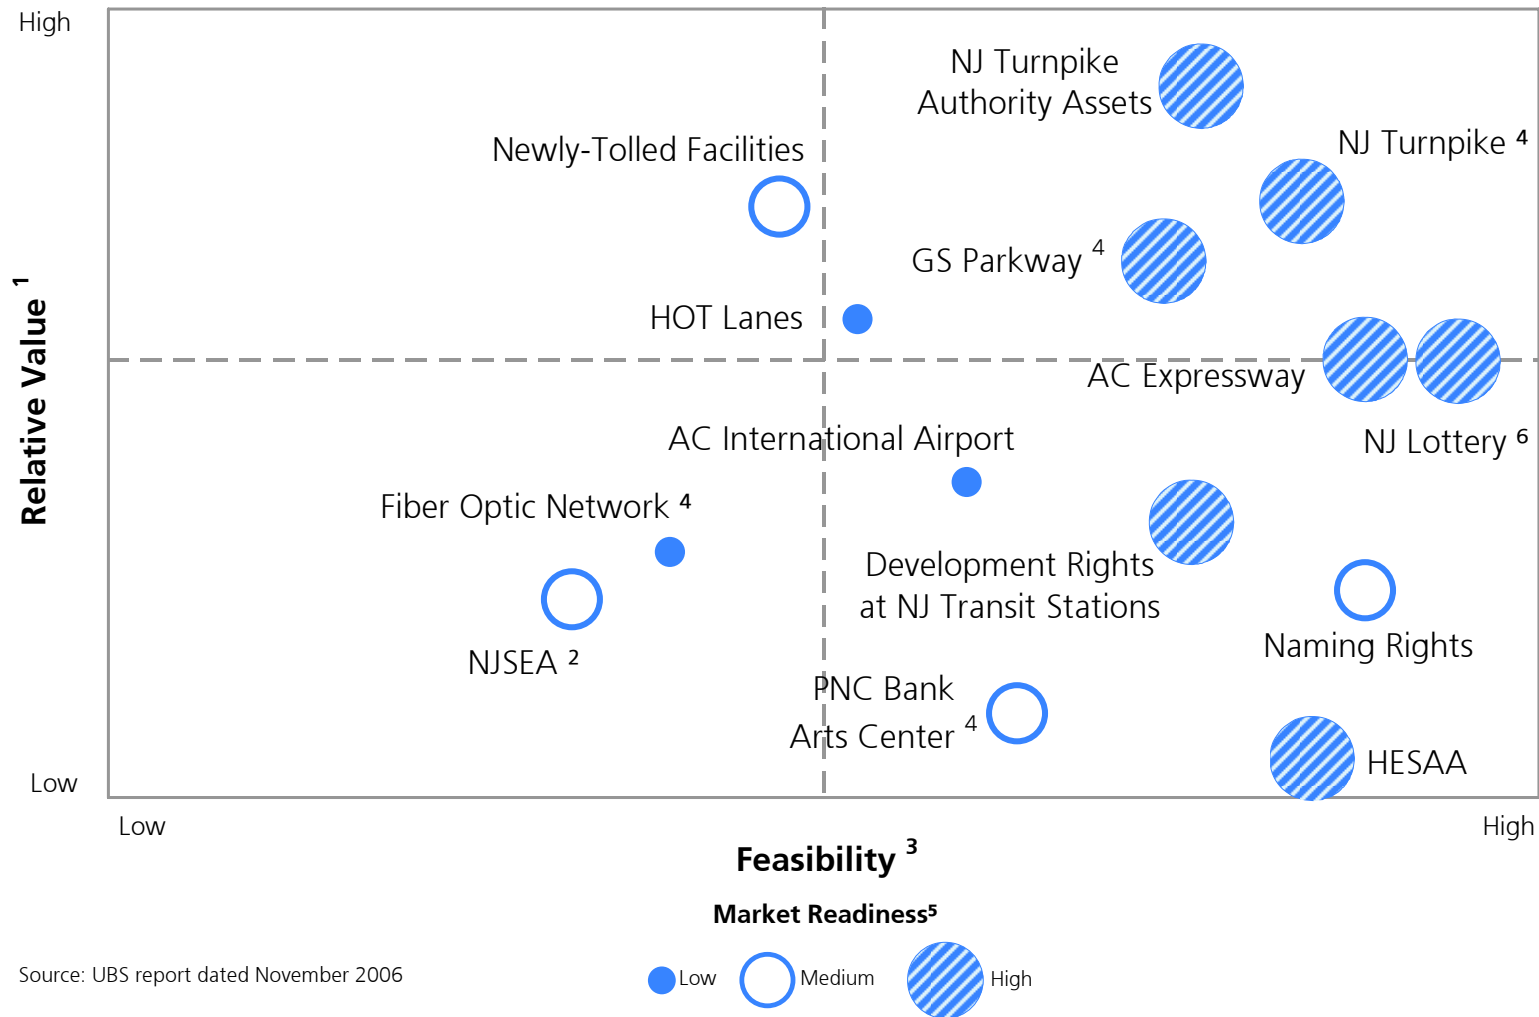 High
NJ Turnpike
Authority Assets
NJ Turnpike ⁴
Newly-Tolled Facilities
GS Parkway ⁴
HOT Lanes
Relative Value ¹
AC Expressway
NJ Lottery ⁶
AC International Airport
Fiber Optic Network ⁴
Development Rights
at NJ Transit Stations
Naming Rights
NJSEA ²
PNC Bank
Arts Center ⁴
HESAA
Low
Low
High
Feasibility ³
Market Readiness⁵
Source: UBS report dated November 2006
Low
Medium
High